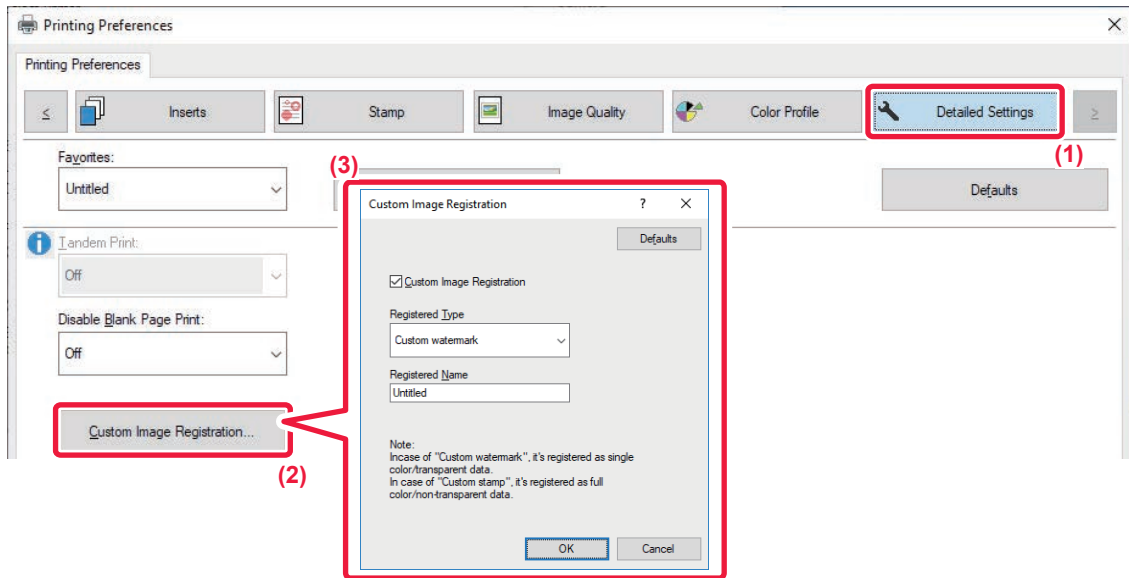 Printing Preferences
Printing Preferences
<
Inserts
Stamp
Image Quality
Color Profile
Detailed Settings
>
(1)
Favorites:
Untitled
(3)
Defaults
Tandem Print:
Off
Disable Blank Page Print:
Off
Custom Image Registration...
(2)
Custom Image Registration
?
Defaults
Custom Image Registration
Registered Type
Custom watermark
Registered Name
Untitled
Note:
Incase of "Custom watermark", it's registered as single
color/transparent data.
In case of "Custom stamp", it's registered as full
color/non-transparent data.
OK
Cancel